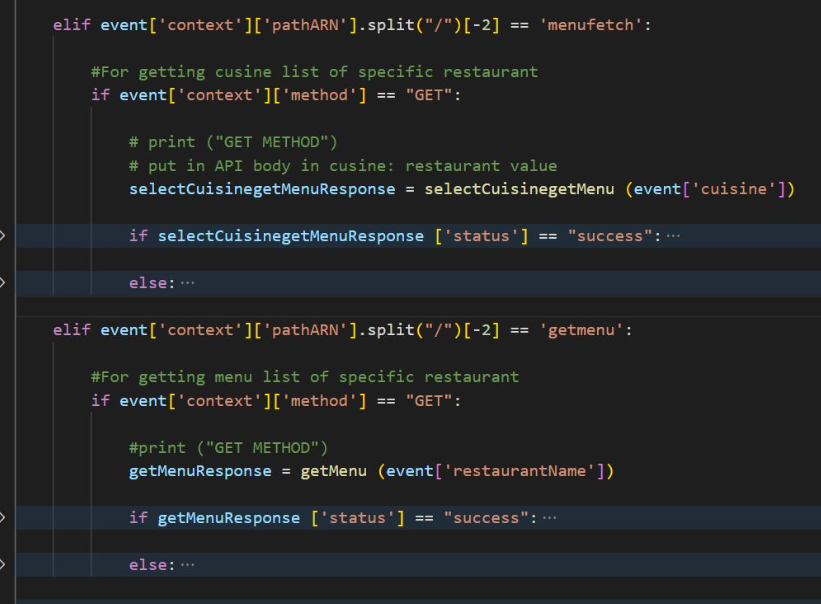 elif event['context']['pathARN'].split("/")[-2] == 'menufetch':
#For getting cusine list of specific restaurant
if event['context']['method'] == "GET":
# print ("GET METHOD")
# put in API body in cusine: restaurant value
selectCuisinegetMenuResponse = selectCuisinegetMenu (event['cuisine'])
if selectCuisinegetMenuResponse ['status'] == "success": ···
else: ···
elif event['context']['pathARN'].split("/")[-2] == 'getmenu':
#For getting menu list of specific restaurant
if event['context']['method'] == "GET":
#print ("GET METHOD")
getMenuResponse = getMenu (event['restaurantName'])
if getMenuResponse ['status'] == "success": ···
else: ···